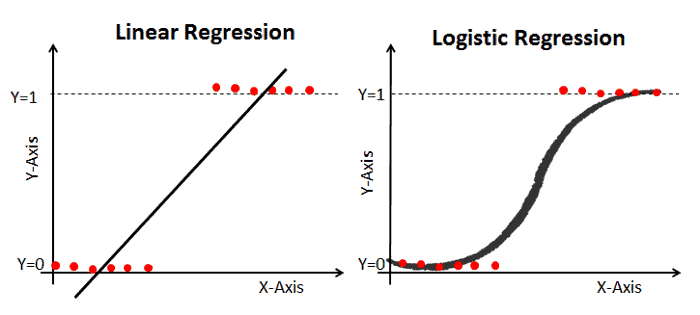 Linear Regression
Y=1
Y-Axis
Y=0
X-Axis
Logistic Regression
Y=1
Y-Axis
Y=0
X-Axis